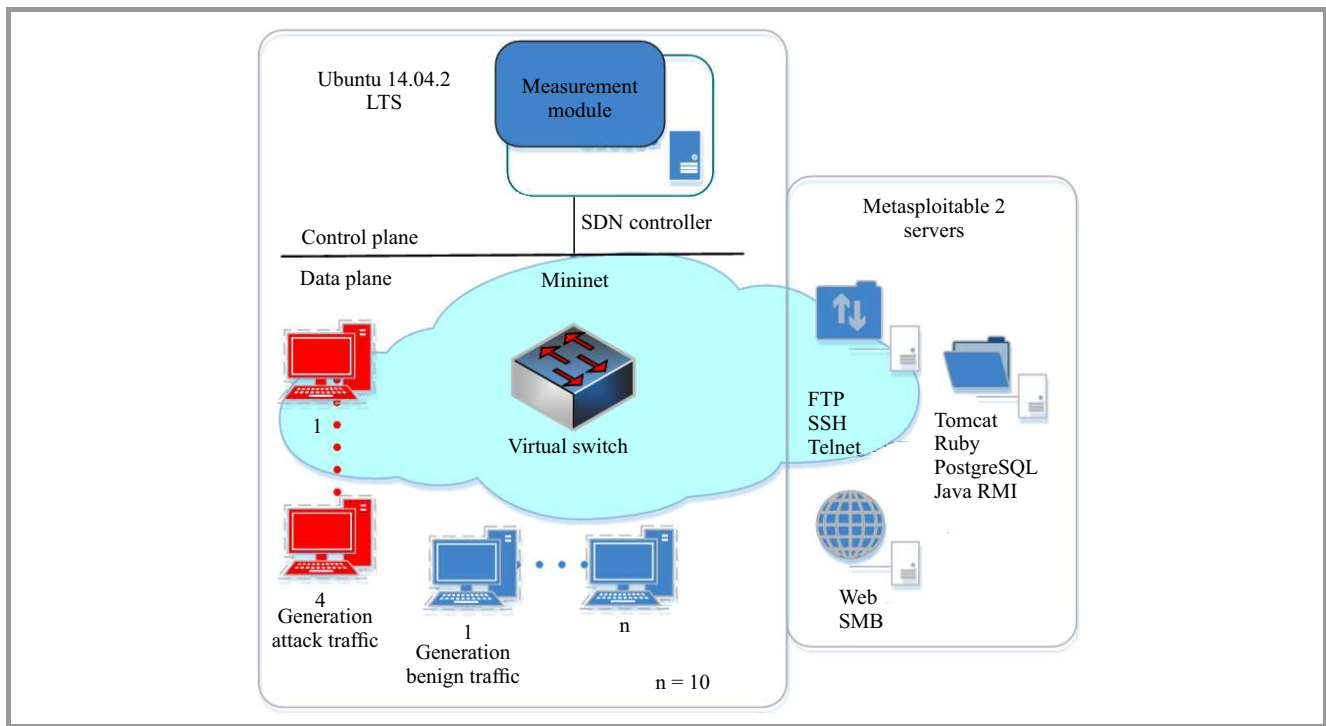 Ubuntu 14.04.2
LTS
Measurement
module
SDN controller
Control plane
Data plane
Mininet
Virtual switch
1
4
Generation
attack traffic
1
Generation
benign traffic
n
n = 10
Metasploitable 2
servers
FTP
SSH
Telnet
Tomcat
Ruby
PostgreSQL
Java RMI
Web
SMB